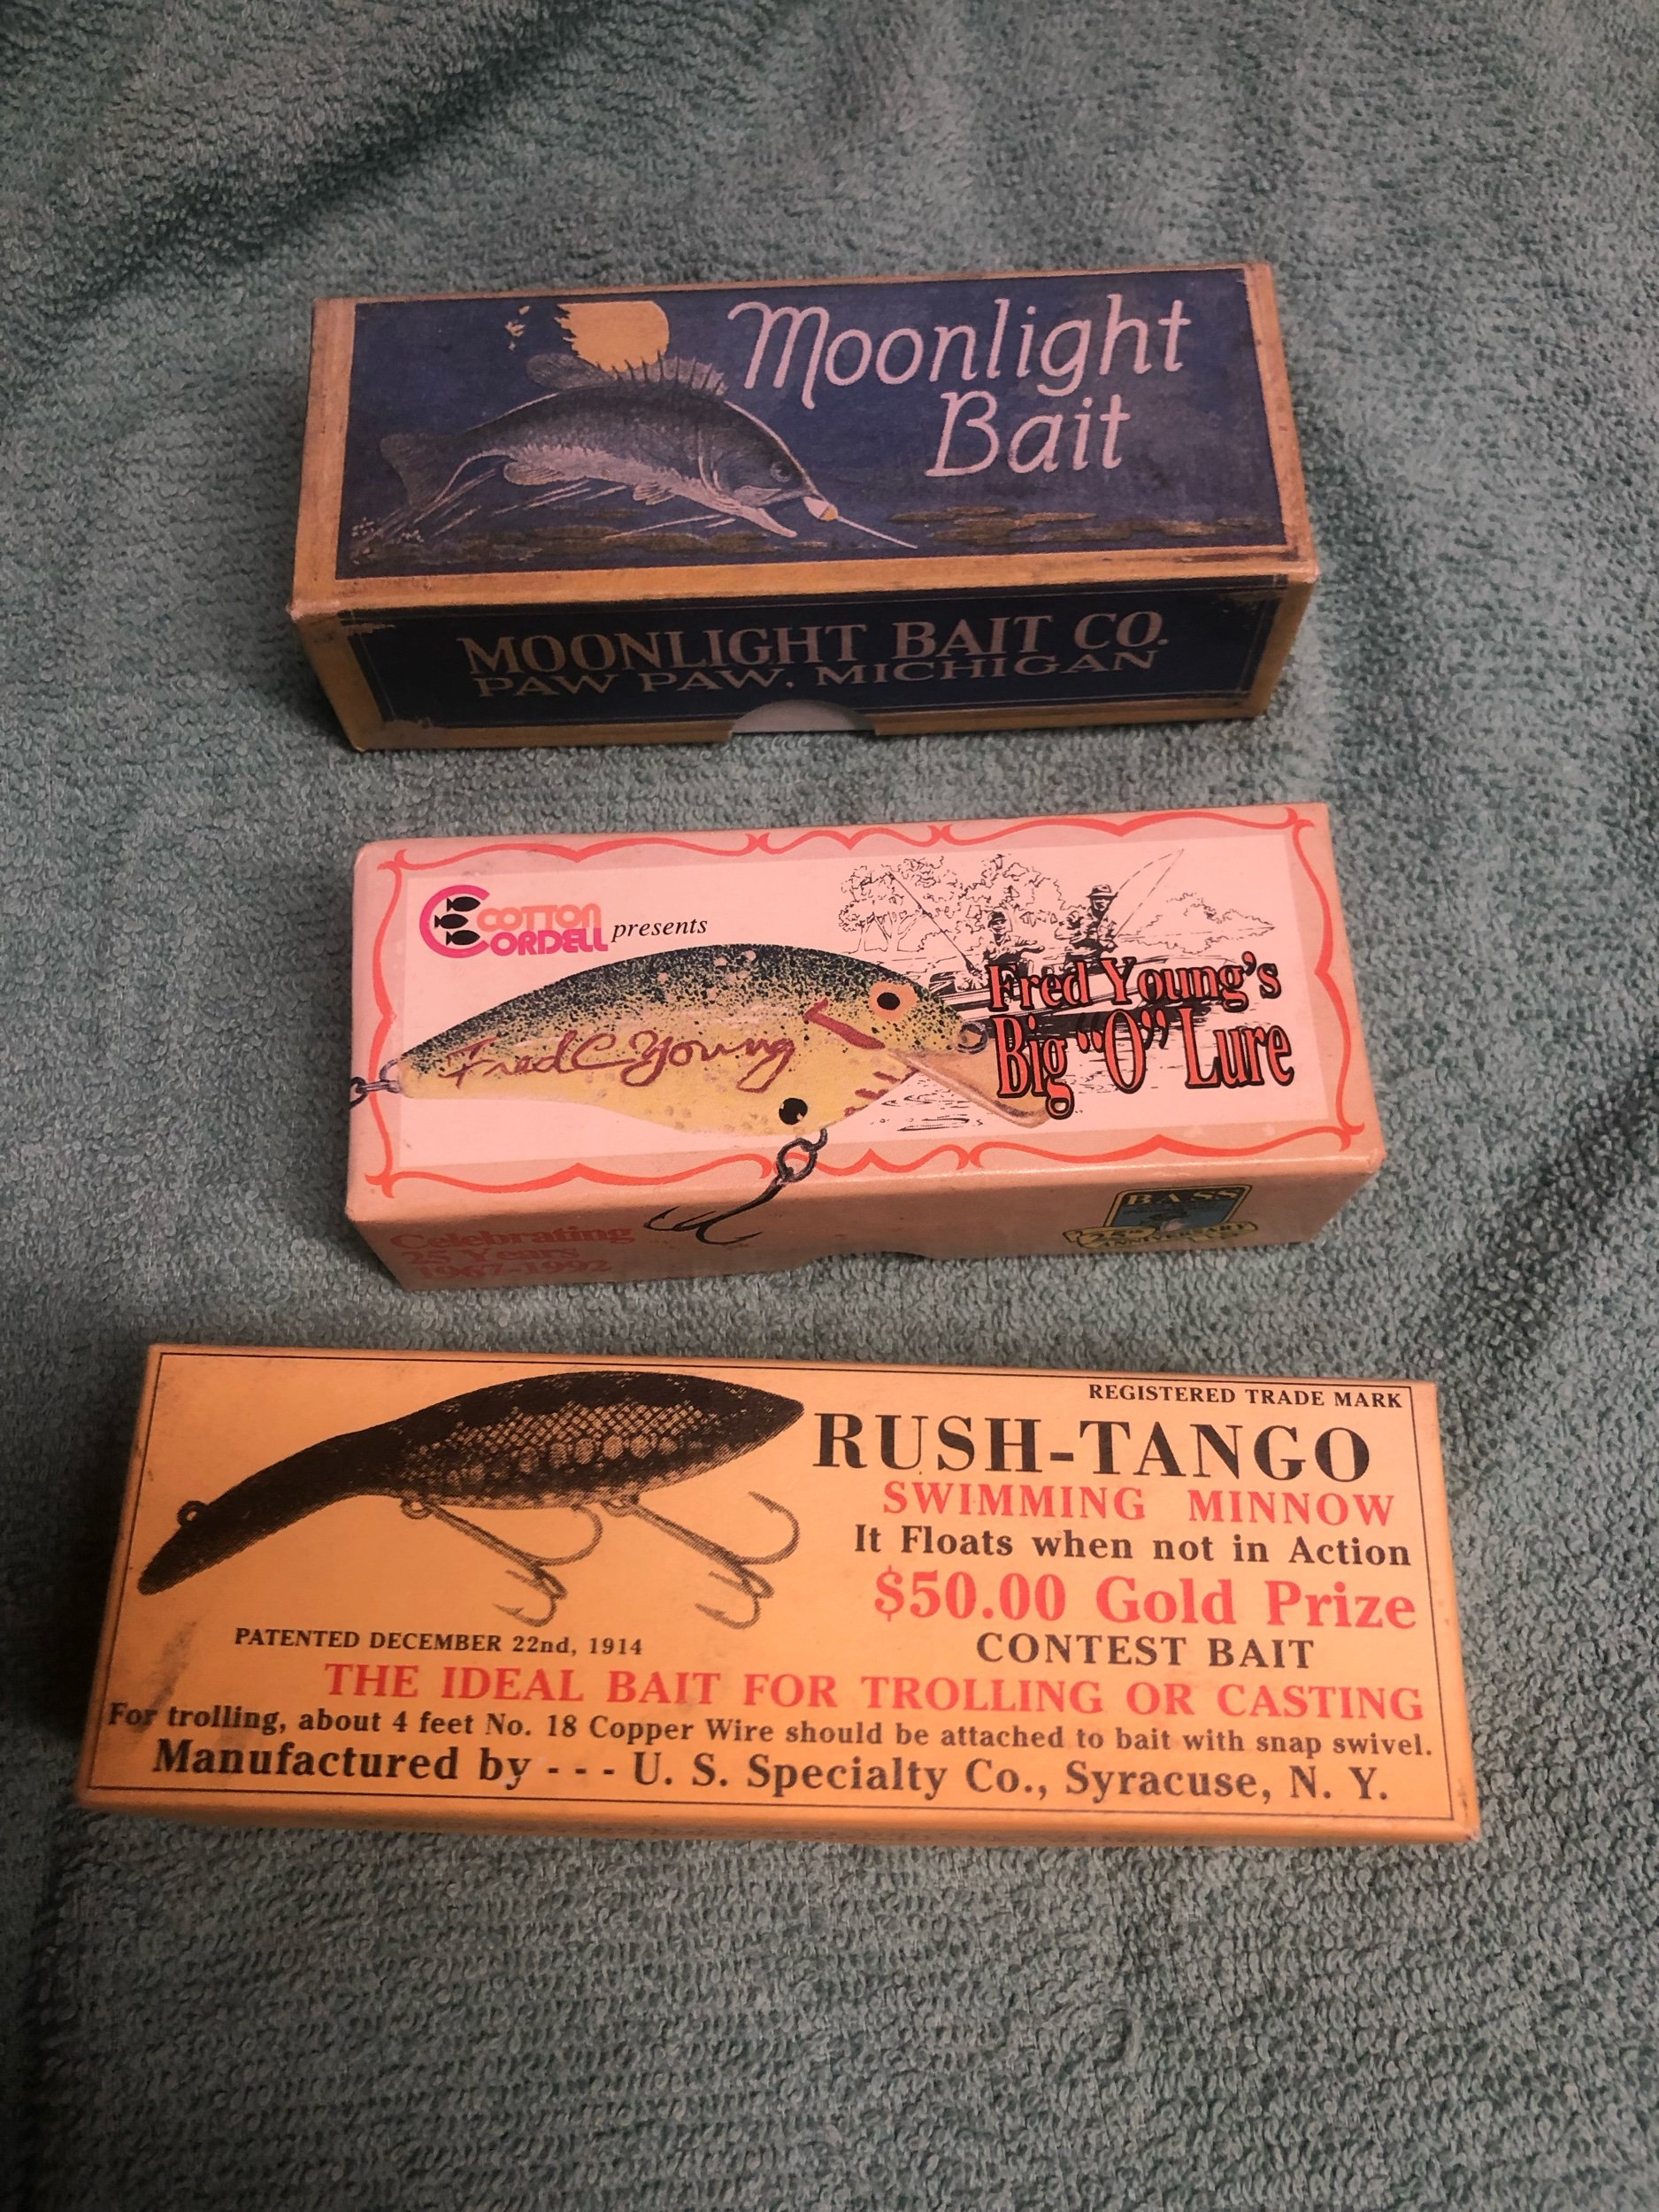 Moonlight
Bait
MOONLIGHT BAIT CO.
PAW PAW, MICHIGAN
COTTON
CORDELL presents
Fred Young's
Big "O" Lure
Fred C Young
Celebrating
25 Years
1967-1992
BASS
25th ANNIVERSARY
REGISTERED TRADE MARK
RUSH-TANGO
SWIMMING MINNOW
It Floats when not in Action
$50.00 Gold Prize
CONTEST BAIT
PATENTED DECEMBER 22nd, 1914
THE IDEAL BAIT FOR TROLLING OR CASTING
For trolling, about 4 feet No. 18 Copper Wire should be attached to bait with snap swivel.
Manufactured by - - - U. S. Specialty Co., Syracuse, N. Y.